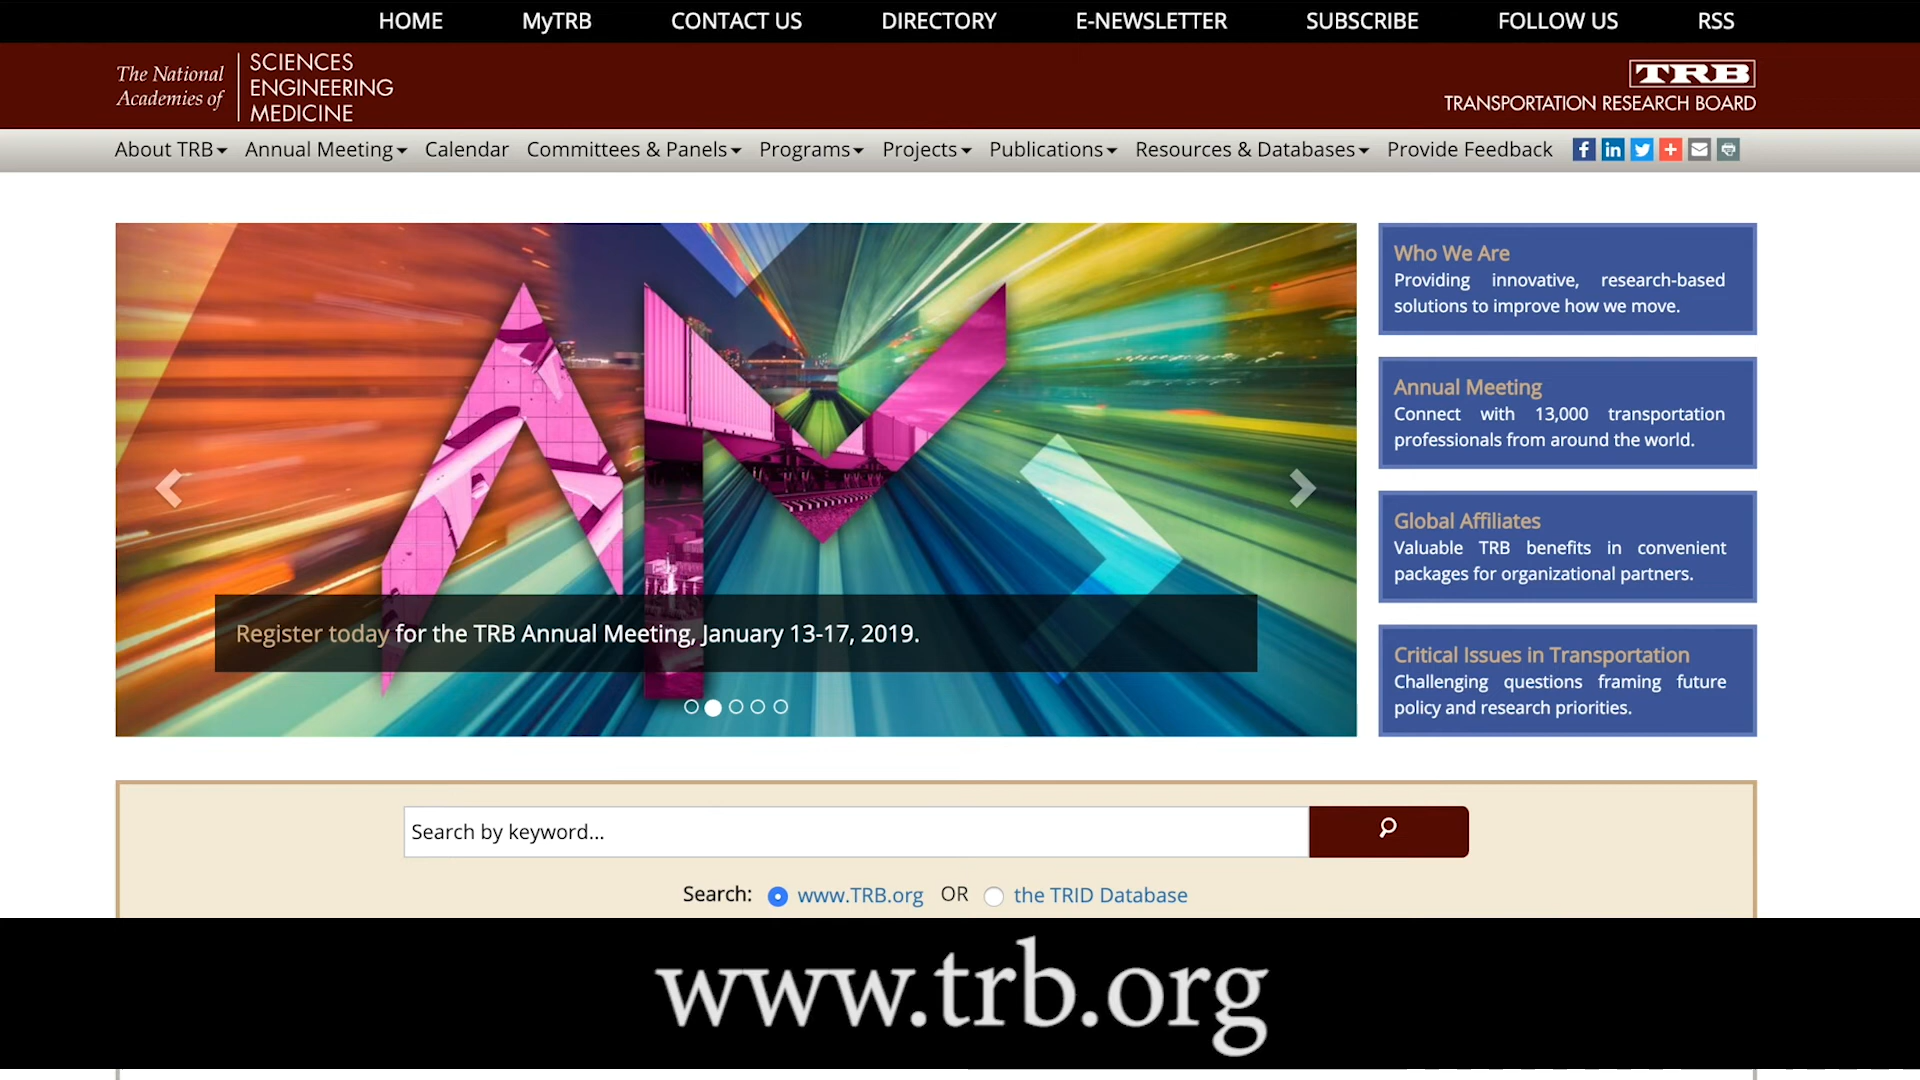 HOME MyTRB CONTACT US DIRECTORY E-NEWSLETTER SUBSCRIBE FOLLOW US RSS
The National
Academies of
SCIENCES
ENGINEERING
MEDICINE
TRB
TRANSPORTATION RESEARCH BOARD
About TRB Annual Meeting Calendar Committees & Panels Programs Projects Publications Resources & Databases Provide Feedback
AM
Register today for the TRB Annual Meeting, January 13-17, 2019.
Who We Are
Providing innovative, research-based
solutions to improve how we move.
Annual Meeting
Connect with 13,000 transportation
professionals from around the world.
Global Affiliates
Valuable TRB benefits in convenient
packages for organizational partners.
Critical Issues in Transportation
Challenging questions framing future
policy and research priorities.
Search by keyword...
Search: www.TRB.org OR the TRID Database
www.trb.org